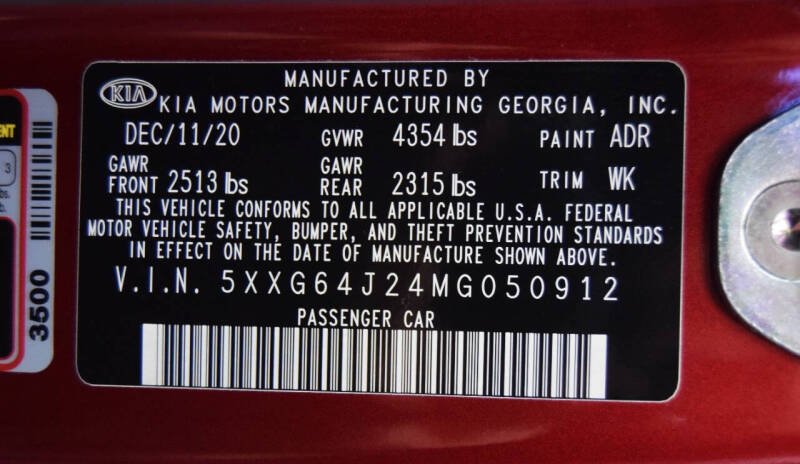 MANUFACTURED BY
KIA KIA MOTORS MANUFACTURING GEORGIA, INC.
DEC/11/20 GVWR 4354 lbs PAINT ADR
GAWR FRONT 2513 lbs GAWR REAR 2315 lbs TRIM WK
THIS VEHICLE CONFORMS TO ALL APPLICABLE U.S.A. FEDERAL
MOTOR VEHICLE SAFETY, BUMPER, AND THEFT PREVENTION STANDARDS
IN EFFECT ON THE DATE OF MANUFACTURE SHOWN ABOVE.
V.I.N. 5XXG64J24MG050912
PASSENGER CAR
3500
3